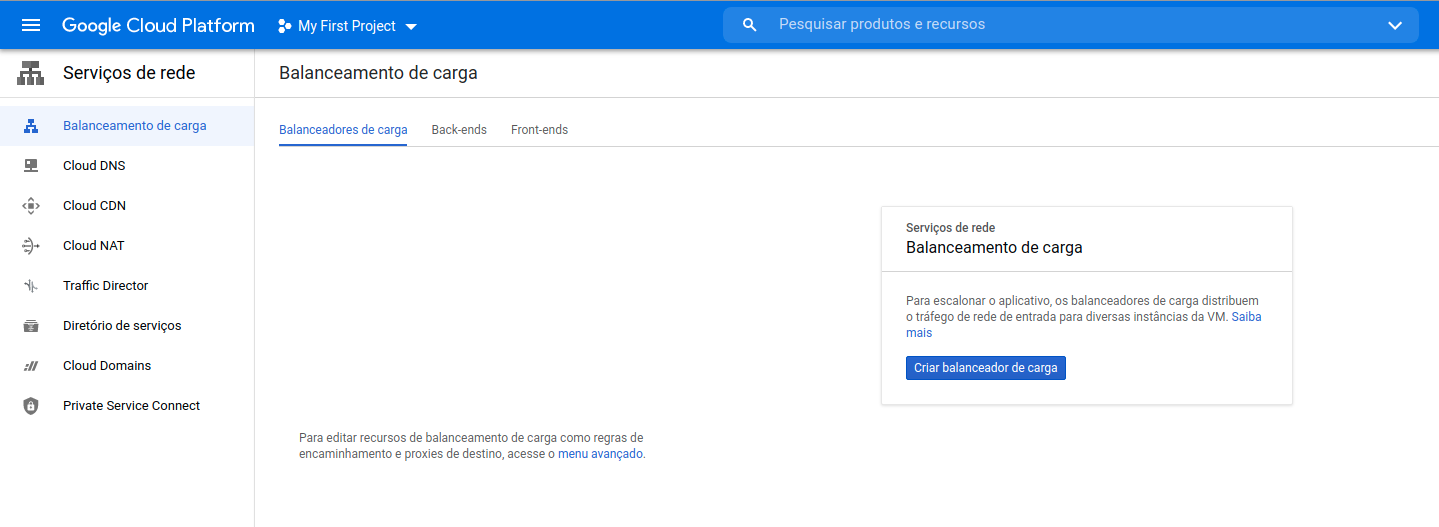 Google Cloud Platform
My First Project
Pesquisar produtos e recursos
Serviços de rede
Balanceamento de carga
Balanceamento de carga
Cloud DNS
Cloud CDN
Cloud NAT
Traffic Director
Diretório de serviços
Cloud Domains
Private Service Connect
Balanceadores de carga
Back-ends
Front-ends
Serviços de rede
Balanceamento de carga
Para escalonar o aplicativo, os balanceadores de carga distribuem
o tráfego de rede de entrada para diversas instâncias da VM. Saiba
mais
Criar balanceador de carga
Para editar recursos de balanceamento de carga como regras de
encaminhamento e proxies de destino, acesse o menu avançado.